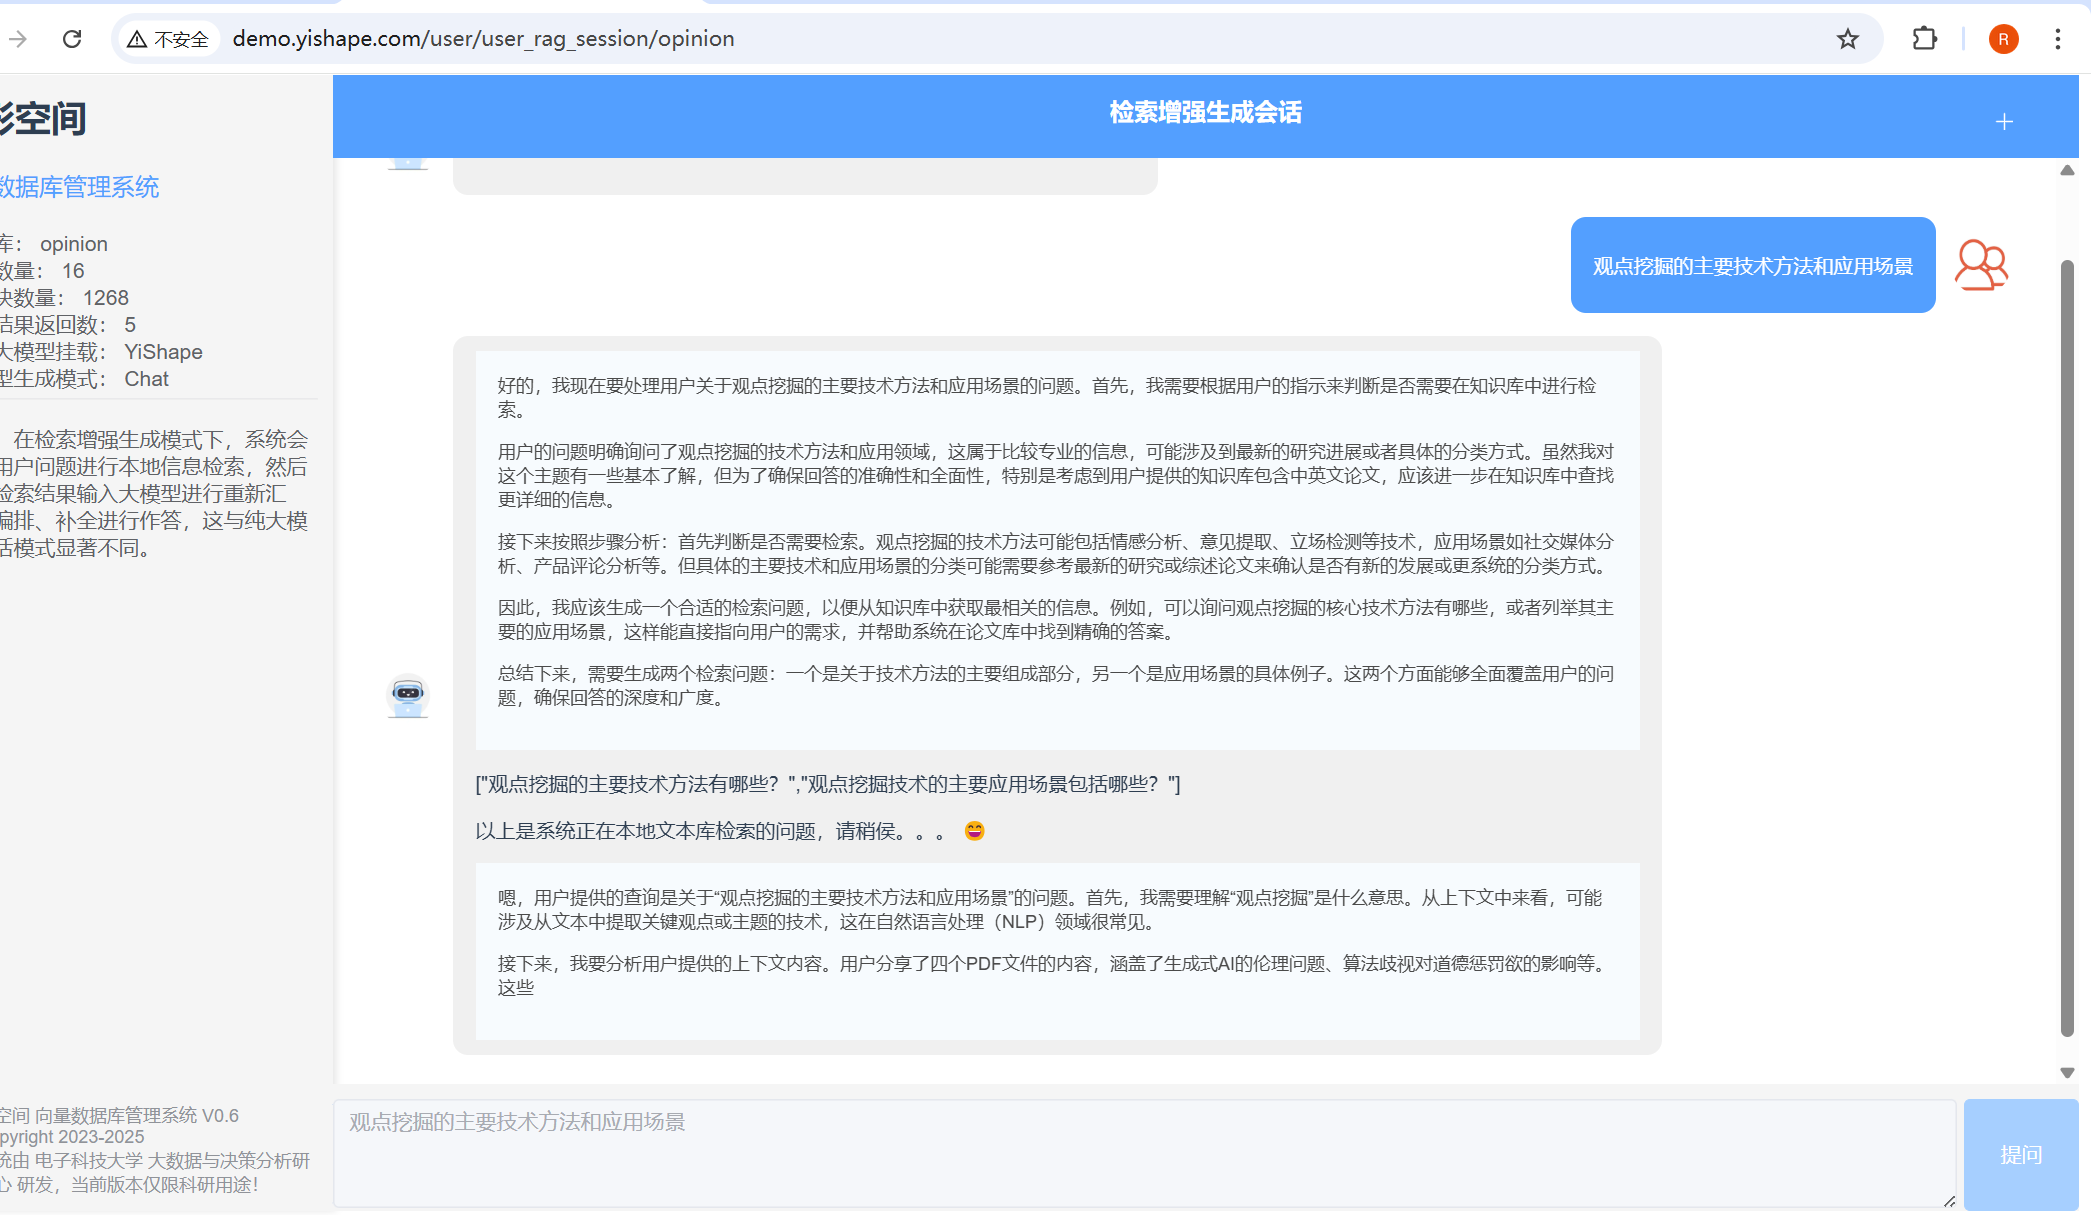 不安全
demo.yishape.com/user/user_rag_session/opinion
R
空间
数据库管理系统
库： opinion
数量： 16
块数量： 1268
结果返回数： 5
大模型挂载： YiShape
型生成模式： Chat
在检索增强生成模式下，系统会
用户问题进行本地信息检索，然后
检索结果输入大模型进行重新汇
编排、补全进行作答，这与纯大模
话模式显著不同。
空间 向量数据库管理系统 V0.6
pyright 2023-2025
统由 电子科技大学 大数据与决策分析研
心 研发，当前版本仅限科研用途！
检索增强生成会话
观点挖掘的主要技术方法和应用场景
好的，我现在要处理用户关于观点挖掘的主要技术方法和应用场景的问题。首先，我需要根据用户的指示来判断是否需要在知识库中进行检
索。
用户的问题明确询问了观点挖掘的技术方法和应用领域，这属于比较专业的信息，可能涉及到最新的研究进展或者具体的分类方式。虽然我对
这个主题有一些基本了解，但为了确保回答的准确性和全面性，特别是考虑到用户提供的知识库包含中英文论文，应该进一步在知识库中查找
更详细的信息。
接下来按照步骤分析：首先判断是否需要检索。观点挖掘的技术方法可能包括情感分析、意见提取、立场检测等技术，应用场景如社交媒体分
析、产品评论分析等。但具体的主要技术和应用场景的分类可能需要参考最新的研究或综述论文来确认是否有新的发展或更系统的分类方式。
因此，我应该生成一个合适的检索问题，以便从知识库中获取最相关的信息。例如，可以询问观点挖掘的核心技术方法有哪些，或者列举其主
要的应用场景，这样能直接指向用户的需求，并帮助系统在论文库中找到精确的答案。
总结下来，需要生成两个检索问题：一个是关于技术方法的主要组成部分，另一个是应用场景的具体例子。这两个方面能够全面覆盖用户的问
题，确保回答的深度和广度。
["观点挖掘的主要技术方法有哪些？","观点挖掘技术的主要应用场景包括哪些？"]
以上是系统正在本地文本库检索的问题，请稍侯。。。 😄
嗯，用户提供的查询是关于“观点挖掘的主要技术方法和应用场景”的问题。首先，我需要理解“观点挖掘”是什么意思。从上下文中来看，可能
涉及从文本中提取关键观点或主题的技术，这在自然语言处理（NLP）领域很常见。
接下来，我要分析用户提供的上下文内容。用户分享了四个PDF文件的内容，涵盖了生成式AI的伦理问题、算法歧视对道德惩罚欲的影响等。
这些
观点挖掘的主要技术方法和应用场景
提问